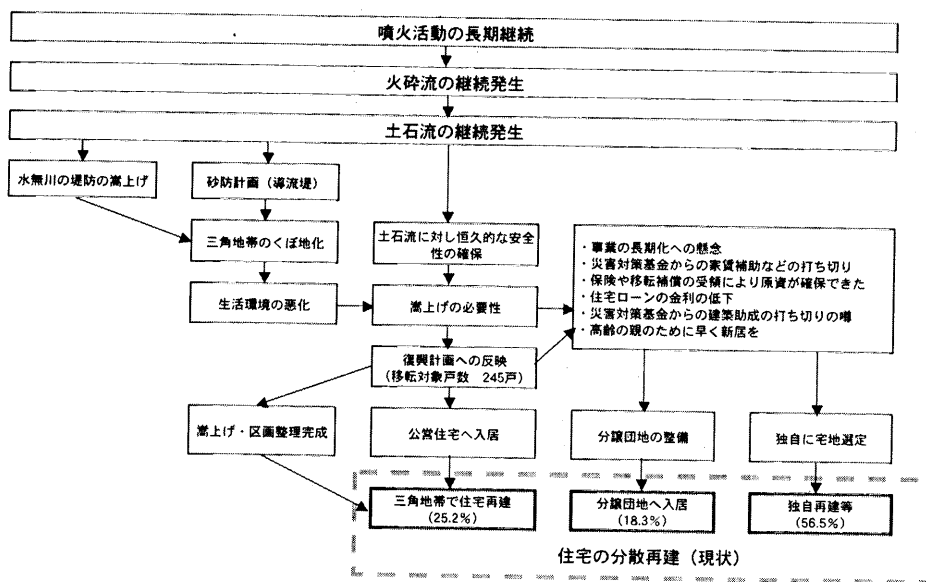 噴火活動の長期継続
火砕流の継続発生
土石流の継続発生
水無川の堤防の嵩上げ
砂防計画（導流堤）
三角地帯のくぼ地化
生活環境の悪化
土石流に対し恒久的な安全
性の確保
嵩上げの必要性
・事業の長期化への懸念
・災害対策基金からの家賃補助などの打ち切り
・保険や移転補償の受領により原資が確保できた
・住宅ローンの金利の低下
・災害対策基金からの建築助成の打ち切りの噂
・高齢の親のために早く新居を
復興計画への反映
（移転対象戸数　245戸）
嵩上げ・区画整理完成
公営住宅へ入居
分譲団地の整備
独自に宅地選定
三角地帯で住宅再建
(25.2%)
分譲団地へ入居
(18.3%)
独自再建等
(56.5%)
住宅の分散再建（現状）